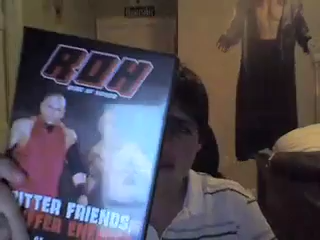 ROH
RING OF HONOR
BITTER FRIENDS,
STIFFER ENEMIES